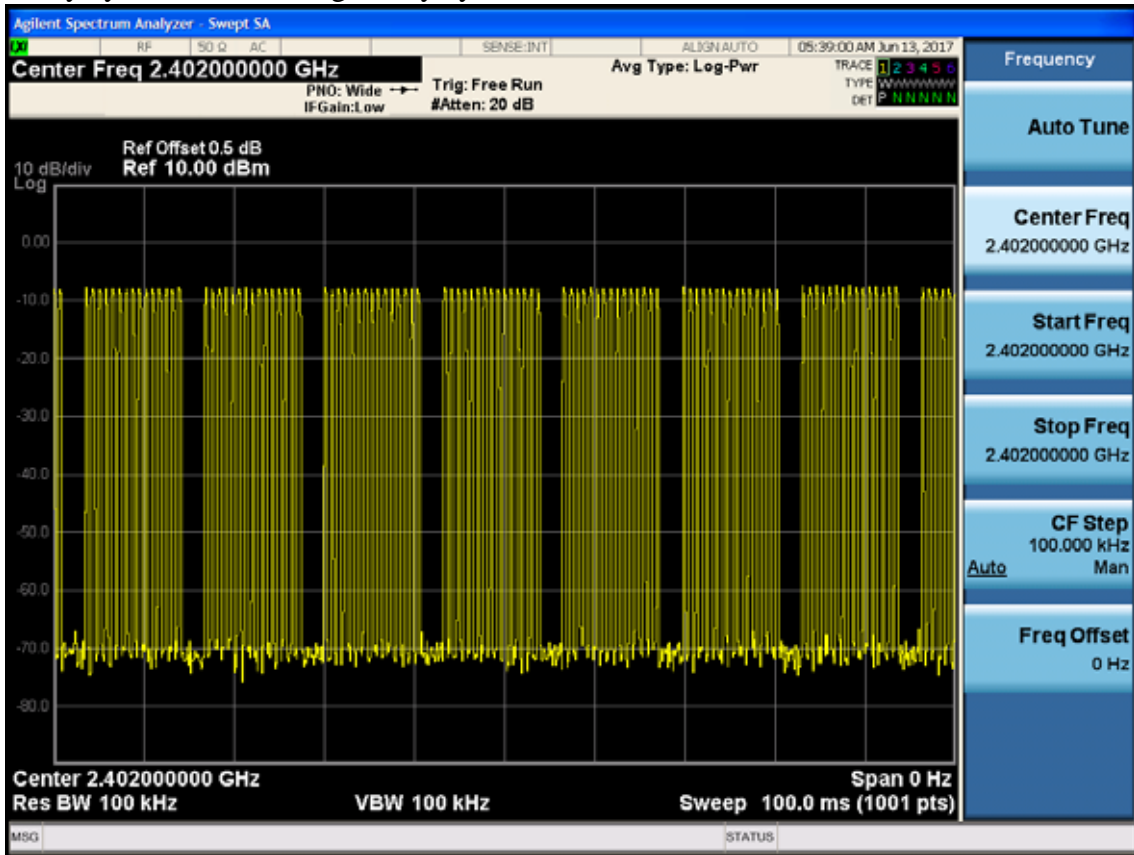 Agilent Spectrum Analyzer - Swept SA
RF 50 Ω AC SENSE:INT ALIGN AUTO 05:39:00 AM Jun 13, 2017
Center Freq 2.402000000 GHz
PNO: Wide
IFGain:Low
Trig: Free Run
#Atten: 20 dB
Avg Type: Log-Pwr
TRACE 1 2 3 4 5 6
TYPE
DET P N N N N N
Ref Offset 0.5 dB
10 dB/div Ref 10.00 dBm
Log
0.00
-10.0
-20.0
-30.0
-40.0
-50.0
-60.0
-70.0
-80.0
Center 2.402000000 GHz Span 0 Hz
Res BW 100 kHz VBW 100 kHz Sweep 100.0 ms (1001 pts)
MSG STATUS
Frequency
Auto Tune
Center Freq
2.402000000 GHz
Start Freq
2.402000000 GHz
Stop Freq
2.402000000 GHz
CF Step
100.000 kHz
Auto Man
Freq Offset
0 Hz